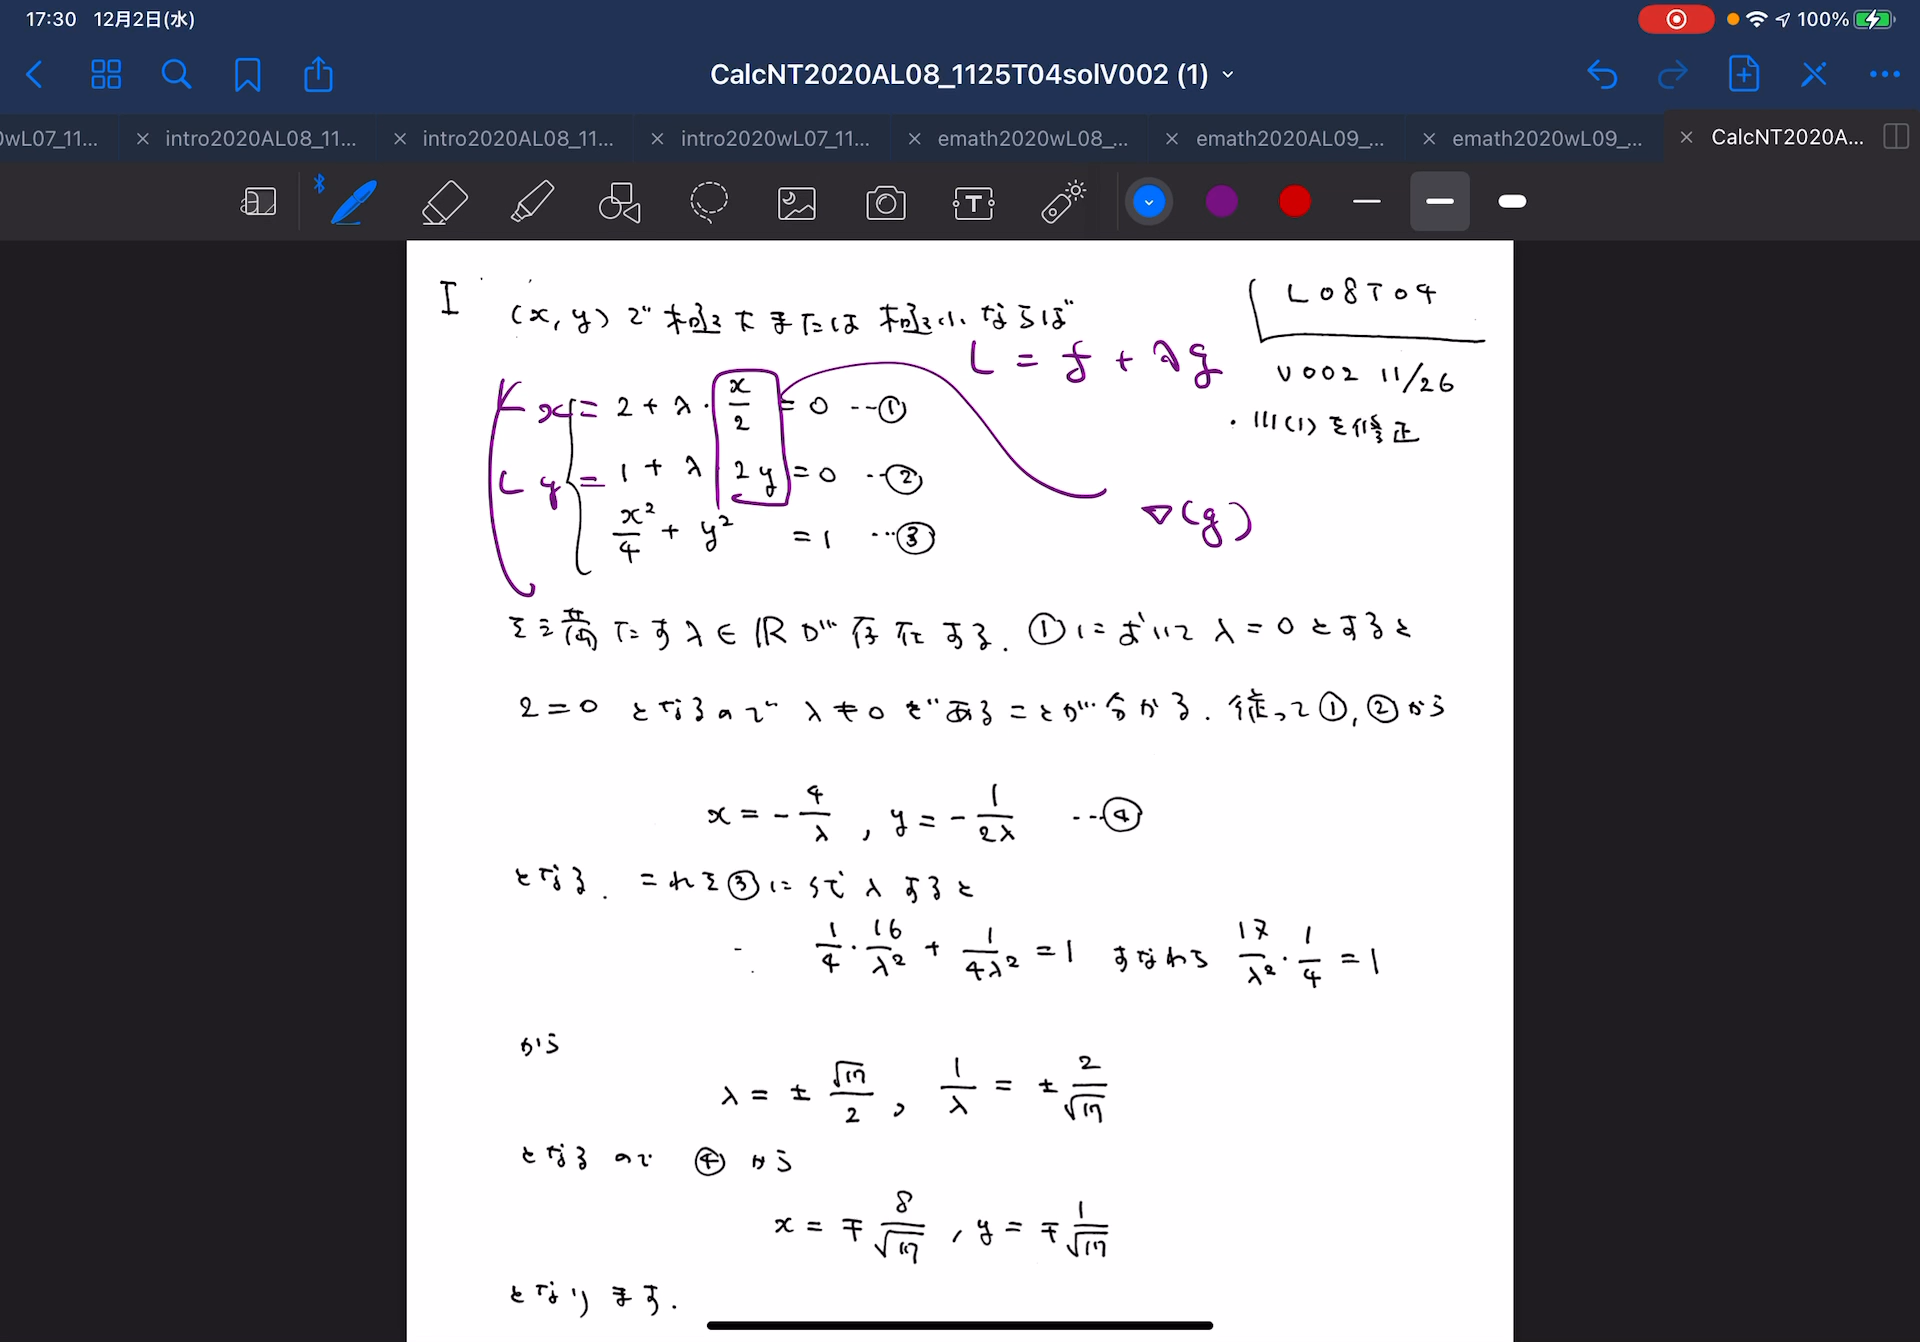 17:30 12月2日(水)
100%
CalcNT2020AL08_1125T04solV002 (1)
0wL07_11...
intro2020AL08_11...
intro2020AL08_11...
intro2020wL07_11...
emath2020wL08_...
emath2020AL09_...
emath2020wL09_...
CalcNT2020A...
L08T04
V002 11/26
・III(1)を修正
I (x, y)で極大または極小ならば
L = f + λg
Lx = 2 + λ・x/2 = 0 ---①
Ly = 1 + λ 2y = 0 ---②
x²/4 + y² = 1 ---③
∇(g)
を満たすλ∈ℝが存在する. ①においてλ=0とすると
2=0 となるのでλ≠0であることが分かる. 従って①,②から
x = -4/λ , y = -1/2λ ---④
となる. これを③に代入すると
1/4・16/λ² + 1/4λ² = 1 すなわち 17/λ²・1/4 = 1
から
λ = ±√17/2 , 1/λ = ±2/√17
となるので ④から
x = ∓8/√17 , y = ∓1/√17
となります.